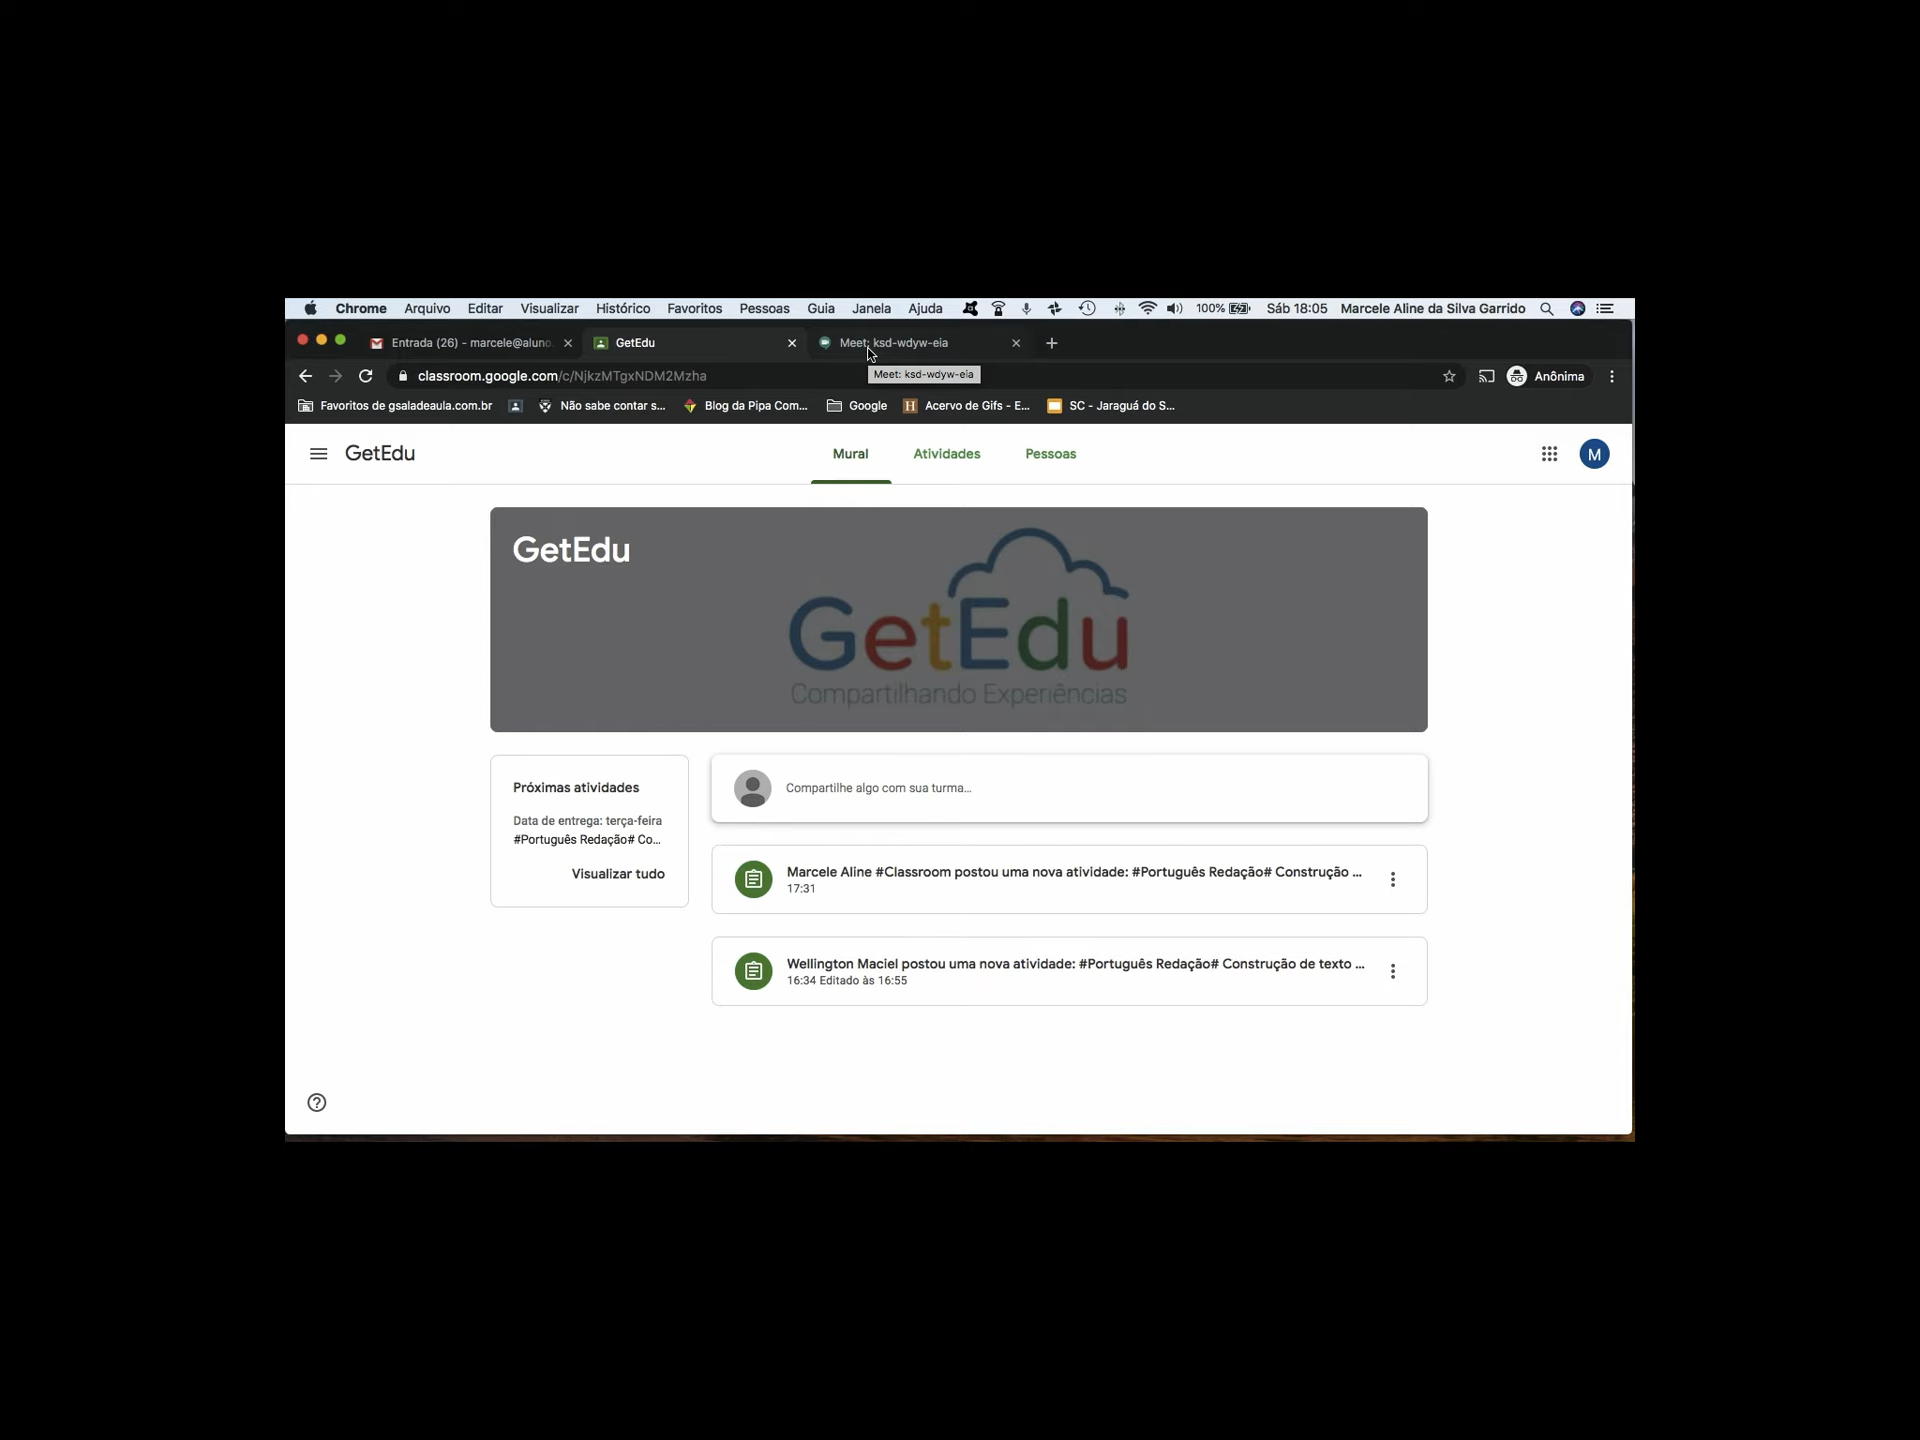 Chrome Arquivo Editar Visualizar Histórico Favoritos Pessoas Guia Janela Ajuda 100% Sáb 18:05 Marcele Aline da Silva Garrido
Entrada (26) - marcele@aluno. GetEdu Meet: ksd-wdyw-eia
classroom.google.com/c/NjkzMTgxNDM2Mzha Anônima
Meet: ksd-wdyw-eia
Favoritos de gsaladeaula.com.br Não sabe contar s... Blog da Pipa Com... Google Acervo de Gifs - E... SC - Jaraguá do S...
GetEdu Mural Atividades Pessoas M
GetEdu
GetEdu
Compartilhando Experiências
Próximas atividades
Data de entrega: terça-feira
#Português Redação# Co...
Visualizar tudo
Compartilhe algo com sua turma...
Marcele Aline #Classroom postou uma nova atividade: #Português Redação# Construção ...
17:31
Wellington Maciel postou uma nova atividade: #Português Redação# Construção de texto ...
16:34 Editado às 16:55